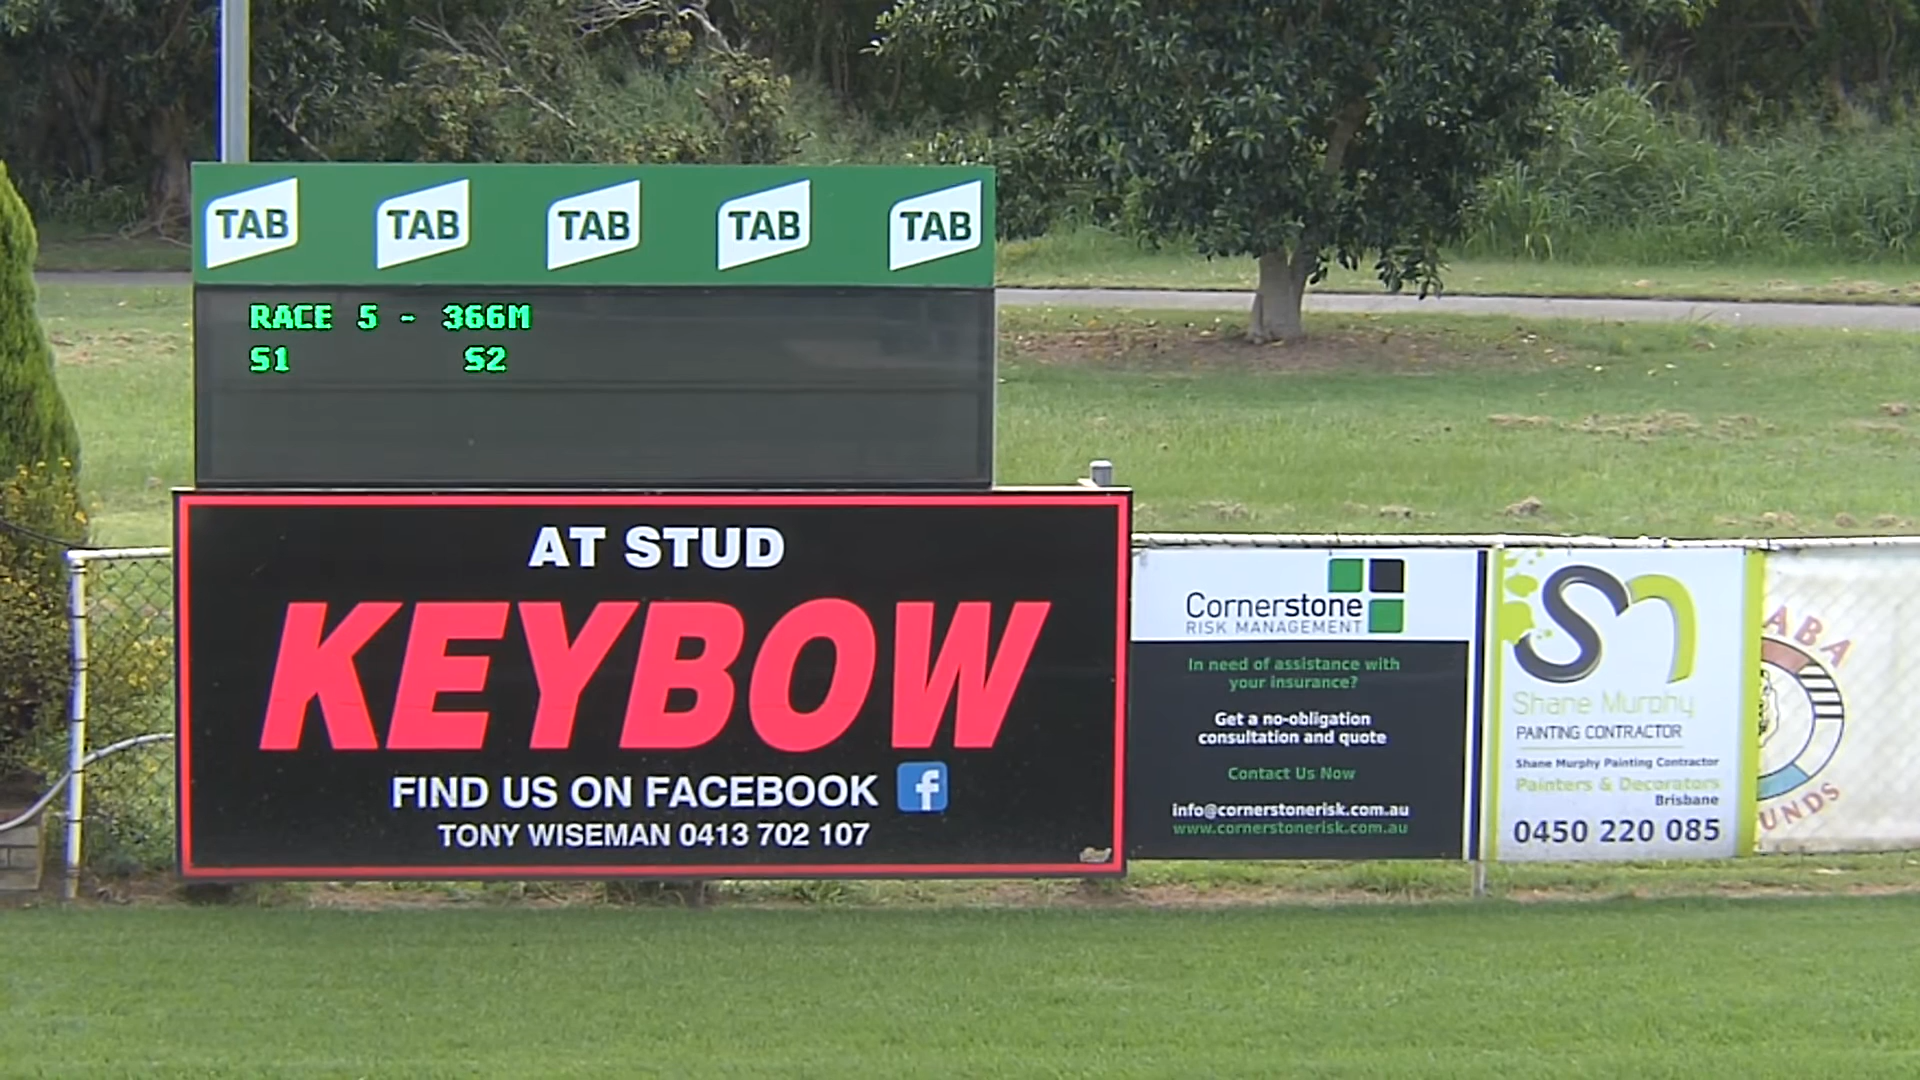 TAB TAB TAB TAB TAB
RACE 5 - 366M
S1 S2
AT STUD
KEYBOW
FIND US ON FACEBOOK f
TONY WISEMAN 0413 702 107
Cornerstone
RISK MANAGEMENT
In need of assistance with
your insurance?
Get a no-obligation
consultation and quote
Contact Us Now
info@cornerstonerisk.com.au
www.cornerstonerisk.com.au
Shane Murphy
PAINTING CONTRACTOR
Shane Murphy Painting Contractor
Painters & Decorators
Brisbane
0450 220 085
ABA
UNDS